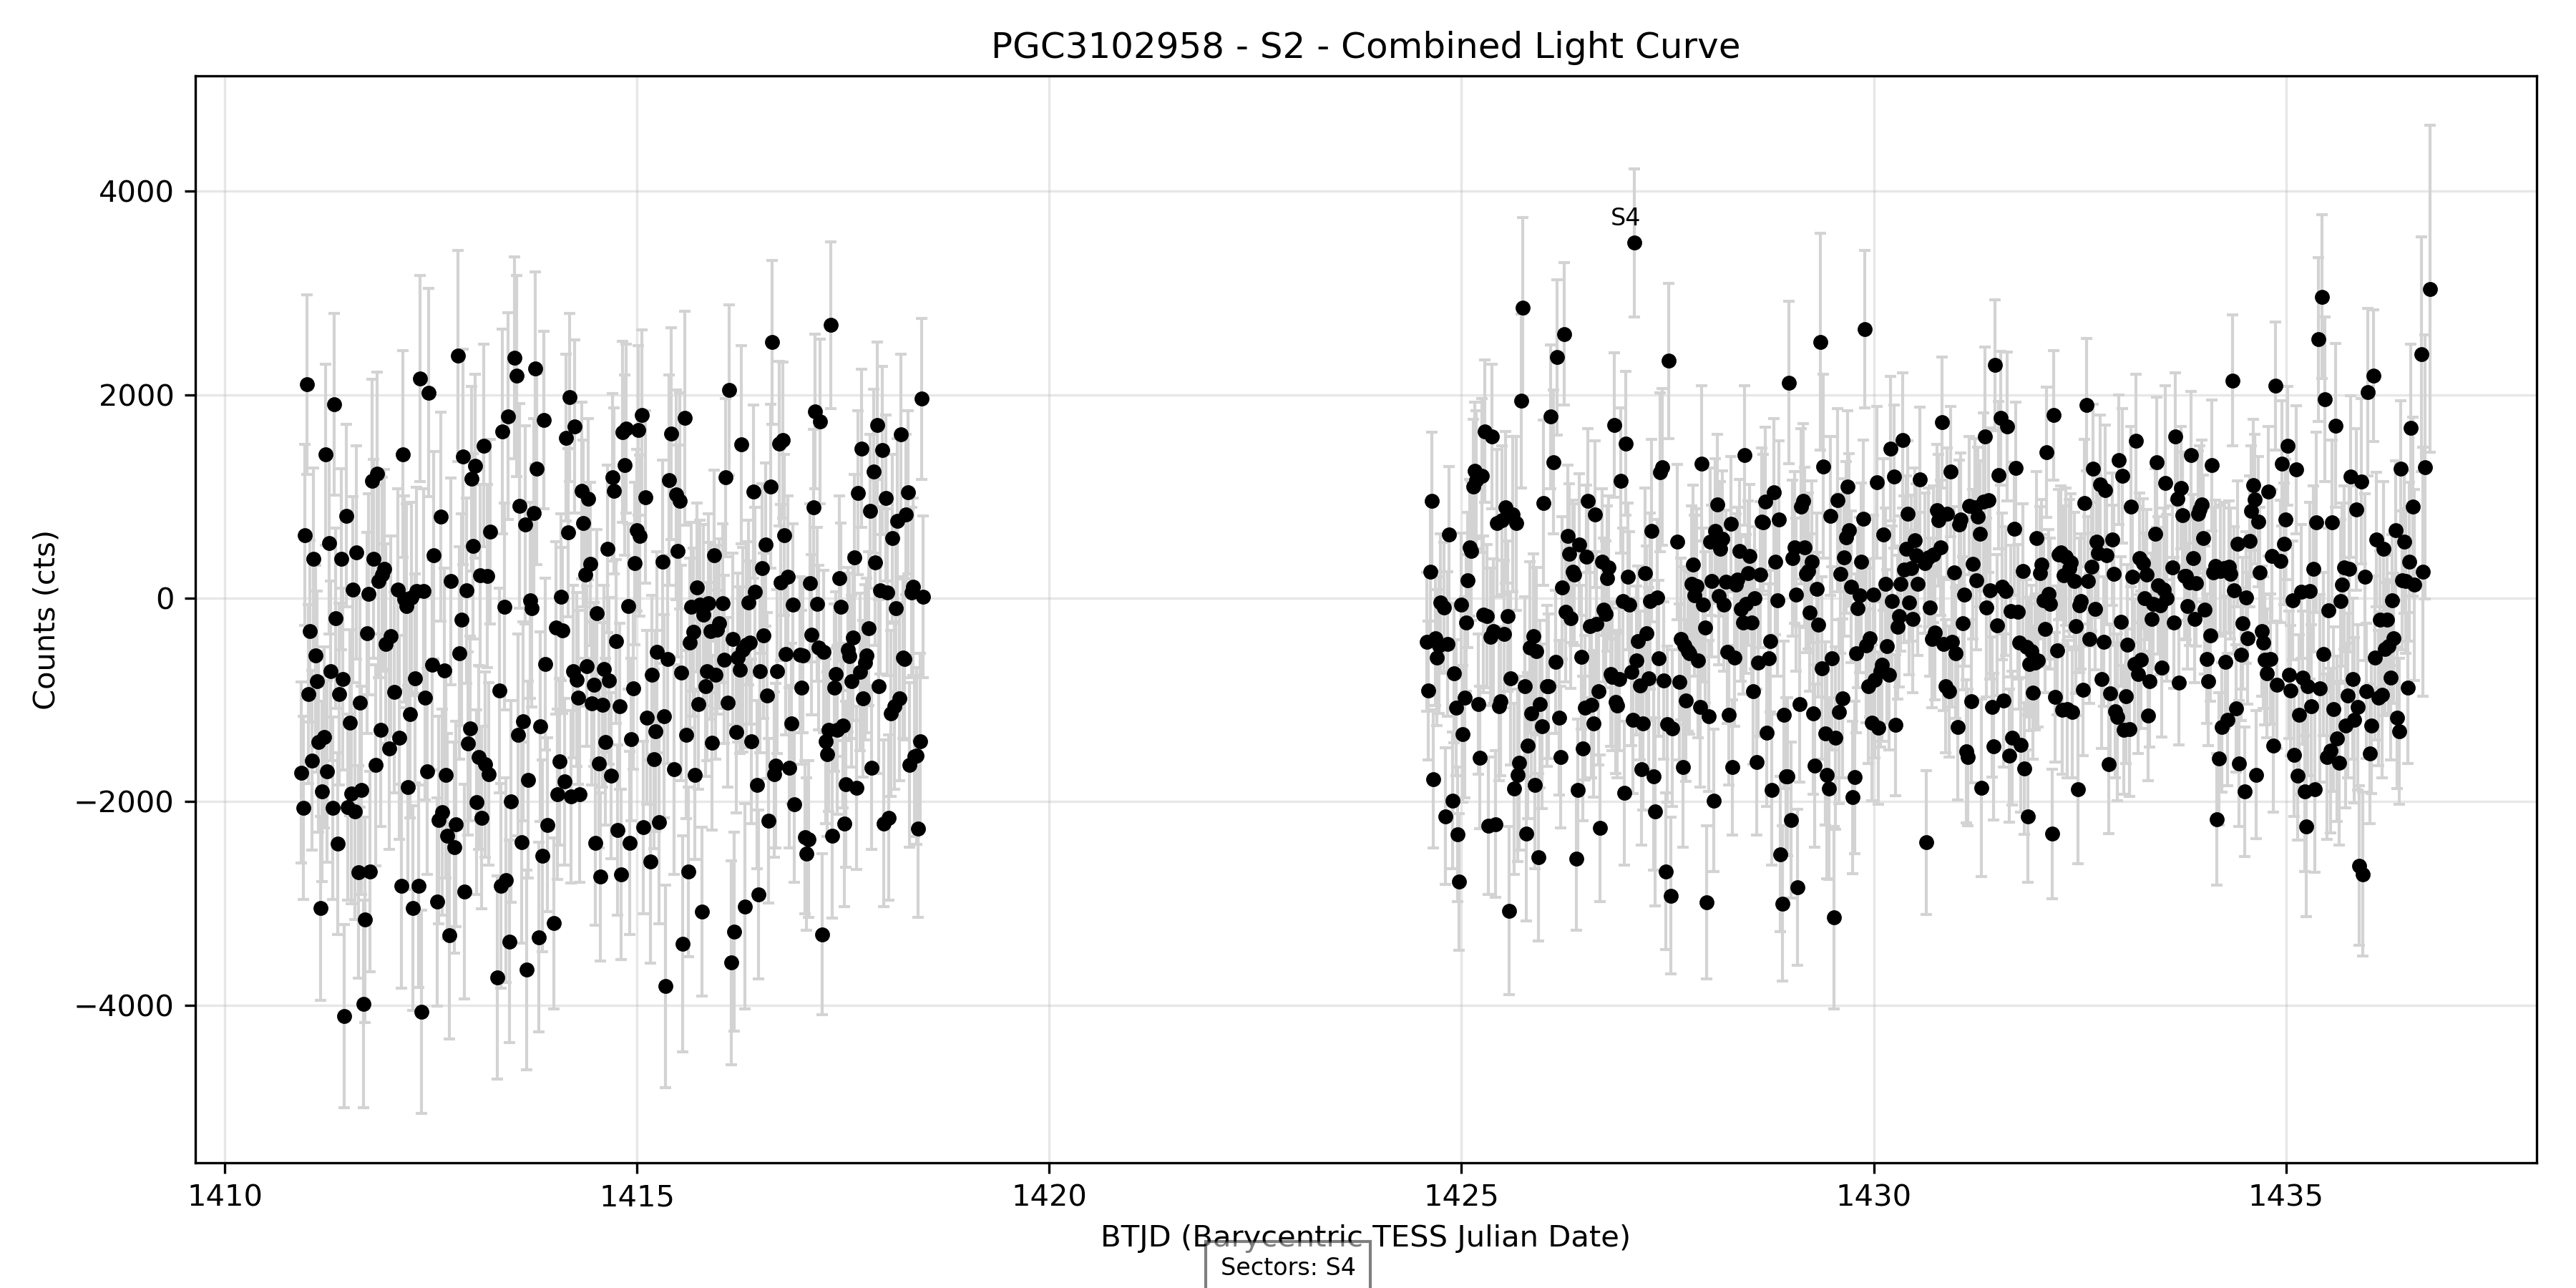 PGC3102958 - S2 - Combined Light Curve
Counts (cts)
4000
2000
0
−2000
−4000
S4
1410
1415
1420
1425
1430
1435
BTJD (Barycentric TESS Julian Date)
Sectors: S4